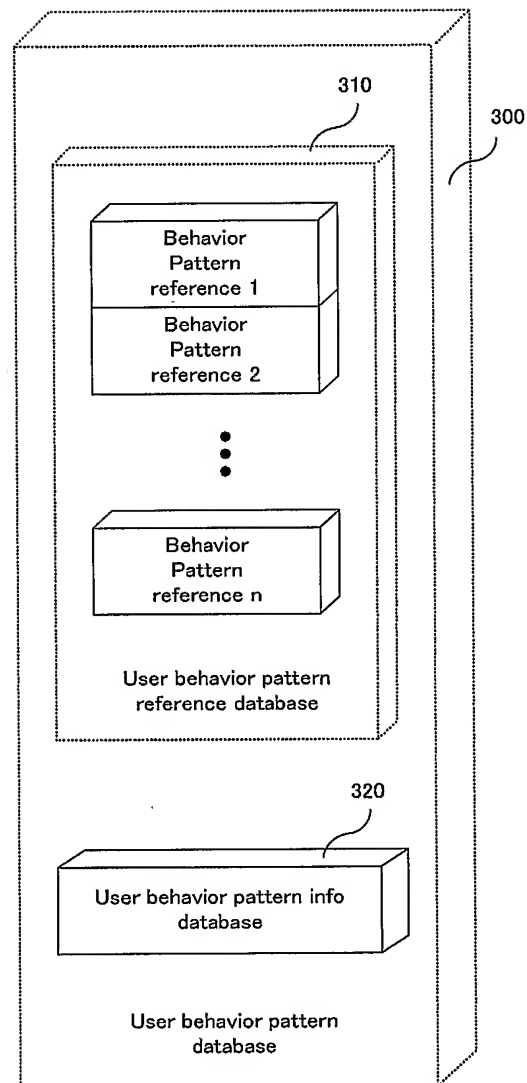 310
300
Behavior
Pattern
reference 1
Behavior
Pattern
reference 2
Behavior
Pattern
reference n
User behavior pattern
reference database
320
User behavior pattern info
database
User behavior pattern
database